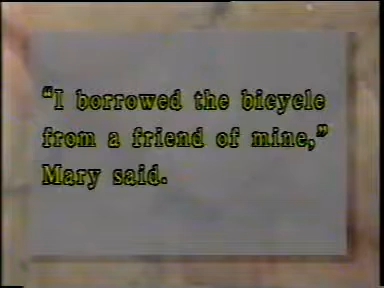 “I borrowed the bicycle
from a friend of mine,”
Mary said.